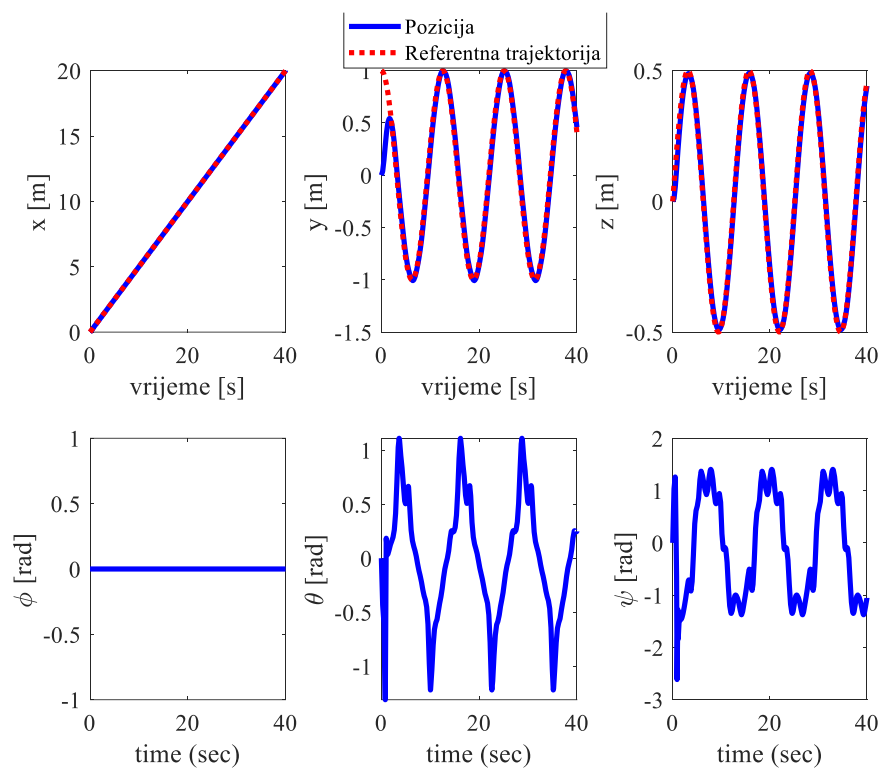 Pozicija
Referentna trajektorija
20
15
10
5
0
x [m]
0 20 40
vrijeme [s]
1
0.5
0
-0.5
-1
-1.5
y [m]
0 20 40
vrijeme [s]
0.5
0
-0.5
z [m]
0 20 40
vrijeme [s]
1
0.5
0
-0.5
-1
ϕ [rad]
0 20 40
time (sec)
1
0.5
0
-0.5
-1
θ [rad]
0 20 40
time (sec)
2
1
0
-1
-2
-3
ψ [rad]
0 20 40
time (sec)